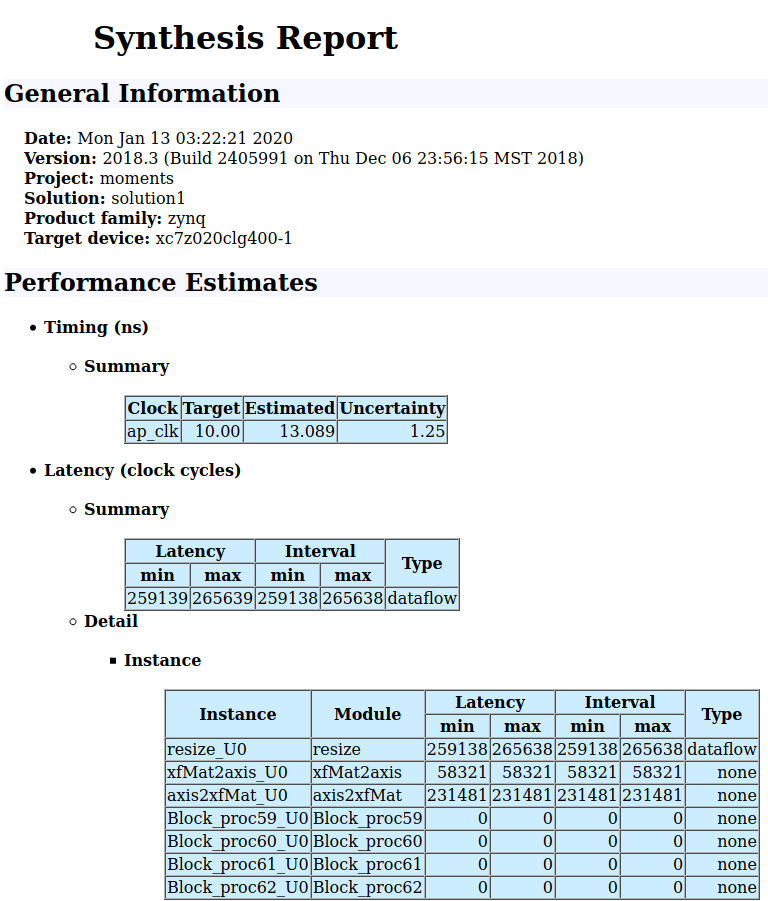 Synthesis Report
General Information
Date: Mon Jan 13 03:22:21 2020
Version: 2018.3 (Build 2405991 on Thu Dec 06 23:56:15 MST 2018)
Project: moments
Solution: solution1
Product family: zynq
Target device: xc7z020clg400-1
Performance Estimates
Timing (ns)
Summary
Clock Target Estimated Uncertainty
ap_clk 10.00 13.089 1.25
Latency (clock cycles)
Summary
Latency Interval Type
min max min max
259139 265639 259138 265638 dataflow
Detail
Instance
Instance Module Latency Interval Type
min max min max
resize_U0 resize 259138 265638 259138 265638 dataflow
xfMat2axis_U0 xfMat2axis 58321 58321 58321 58321 none
axis2xfMat_U0 axis2xfMat 231481 231481 231481 231481 none
Block_proc59_U0 Block_proc59 0 0 0 0 none
Block_proc60_U0 Block_proc60 0 0 0 0 none
Block_proc61_U0 Block_proc61 0 0 0 0 none
Block_proc62_U0 Block_proc62 0 0 0 0 none